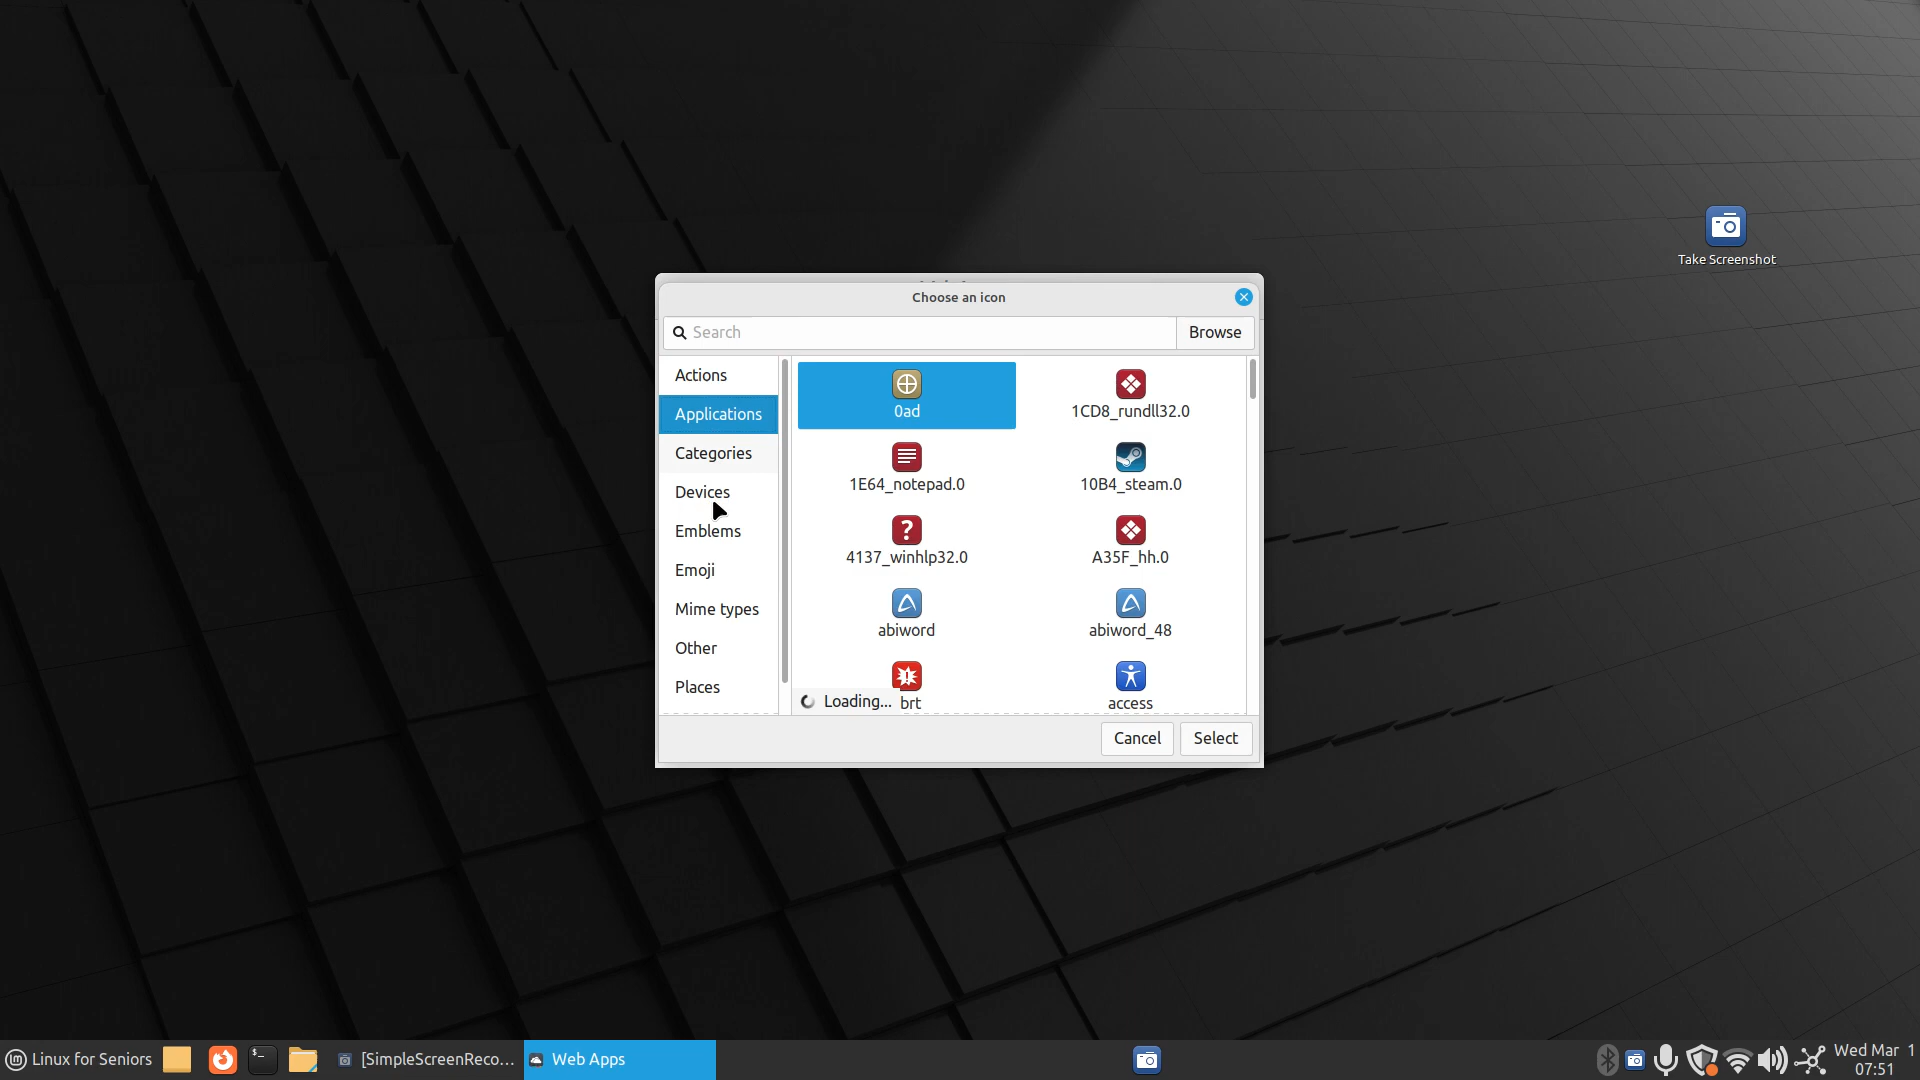 Take Screenshot
Choose an icon
Search
Browse
Actions
Applications
Categories
Devices
Emblems
Emoji
Mime types
Other
Places
0ad
1CD8_rundll32.0
1E64_notepad.0
10B4_steam.0
4137_winhlp32.0
A35F_hh.0
abiword
abiword_48
brt
access
Loading...
Cancel
Select
Linux for Seniors
[SimpleScreenReco...
Web Apps
Wed Mar 1
07:51